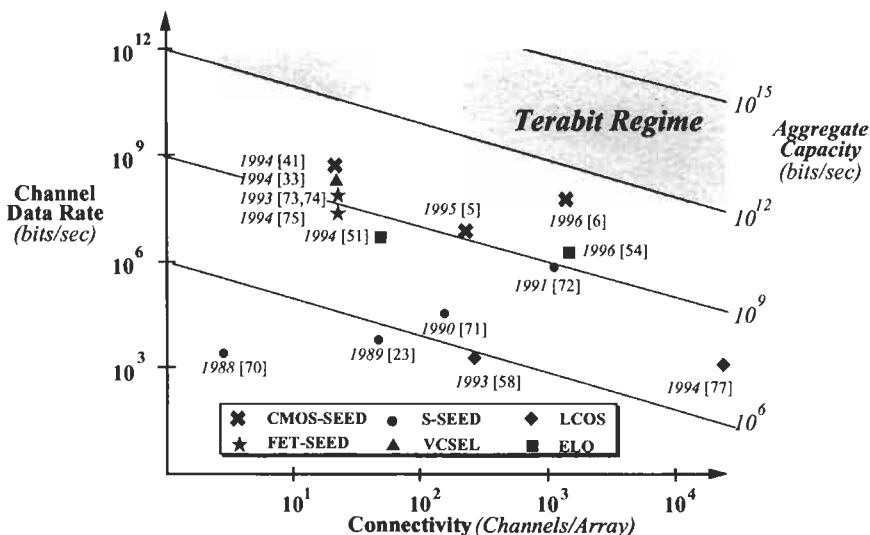 10^12
10^15
Terabit Regime
Aggregate
Capacity
(bits/sec)
10^9
1994 [41]
1994 [33]
1993 [73,74]
1994 [75]
Channel
Data Rate
(bits/sec)
1995 [5]
1996 [6]
10^12
1994 [51]
1996 [54]
10^6
1991 [72]
10^9
1990 [71]
1988 [70]
1989 [23]
1993 [58]
1994 [77]
10^3
10^6
CMOS-SEED S-SEED LCOS
FET-SEED VCSEL ELO
10^1 10^2 10^3 10^4
Connectivity (Channels/Array)